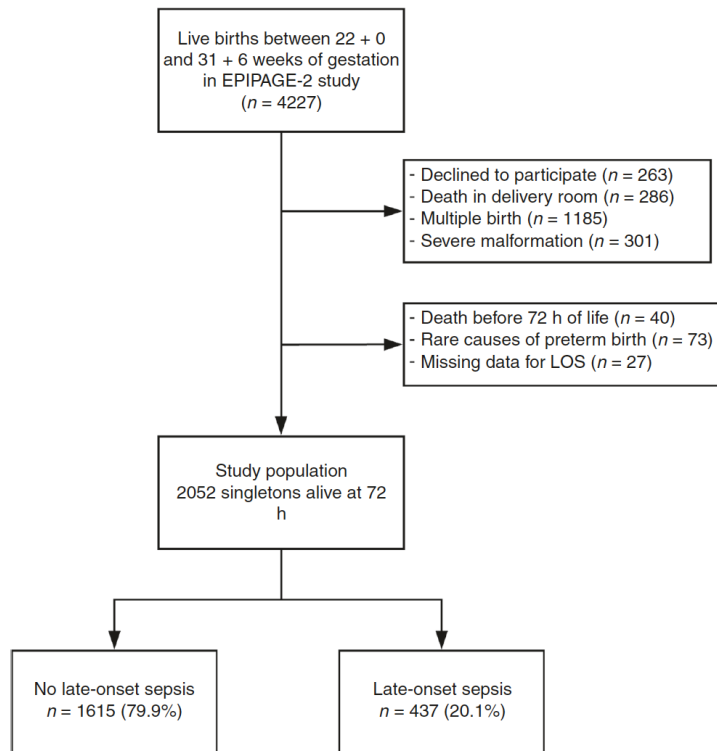 Live births between 22 + 0
and 31 + 6 weeks of gestation
in EPIPAGE-2 study
(n = 4227)
- Declined to participate (n = 263)
- Death in delivery room (n = 286)
- Multiple birth (n = 1185)
- Severe malformation (n = 301)
- Death before 72 h of life (n = 40)
- Rare causes of preterm birth (n = 73)
- Missing data for LOS (n = 27)
Study population
2052 singletons alive at 72
h
No late-onset sepsis
n = 1615 (79.9%)
Late-onset sepsis
n = 437 (20.1%)